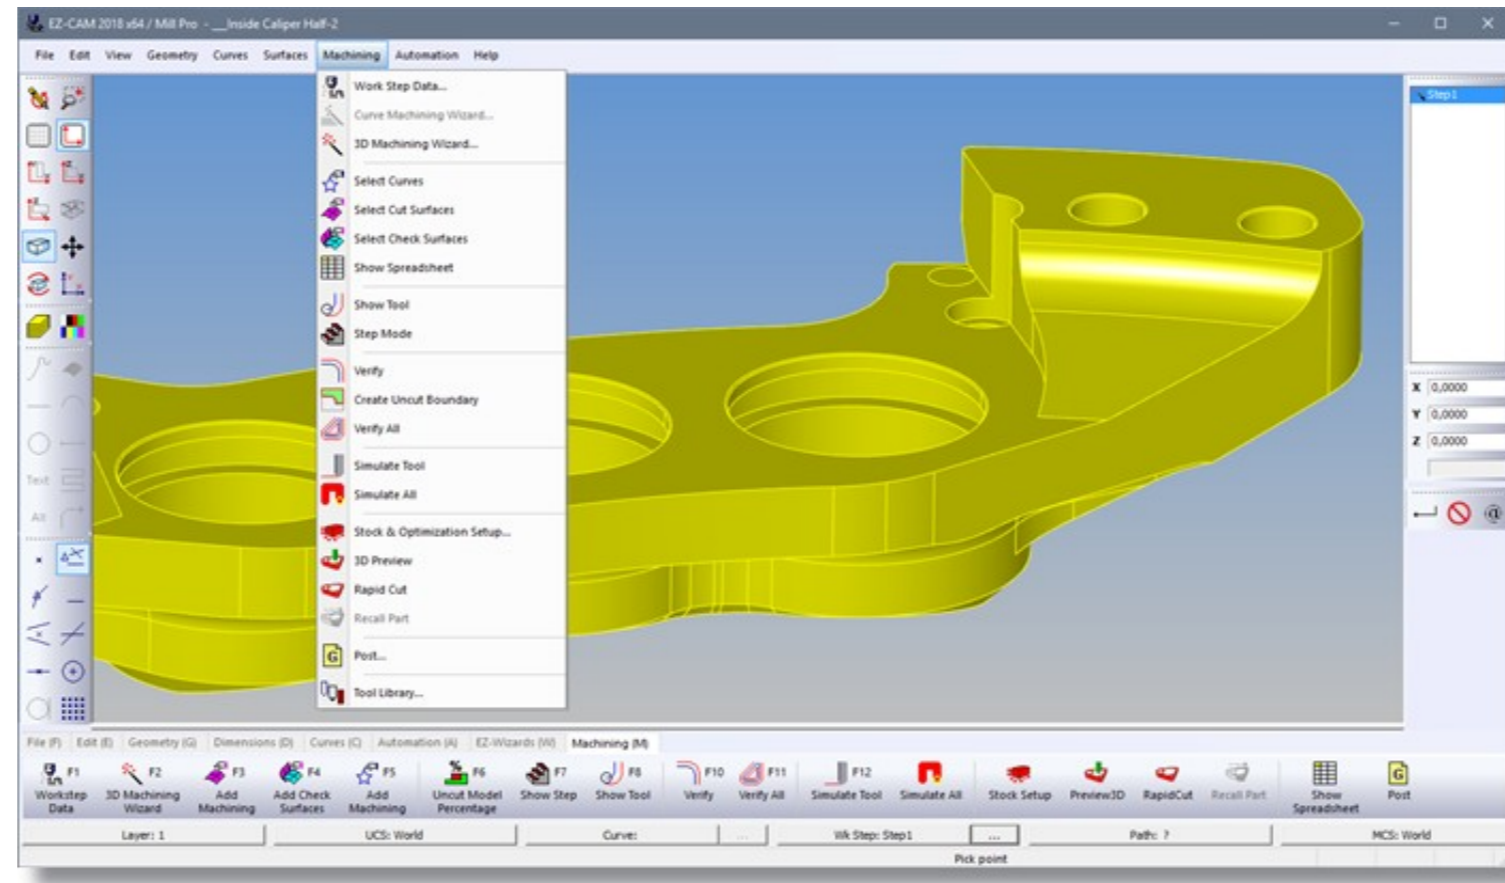 EZ-CAM 2018 x64 / Mill Pro - __Inside Caliper Half-2
File Edit View Geometry Curves Surfaces Machining Automation Help
Work Step Data...
Curve Machining Wizard...
3D Machining Wizard...
Select Curves
Select Cut Surfaces
Select Check Surfaces
Show Spreadsheet
Show Tool
Step Mode
Verify
Create Uncut Boundary
Verify All
Simulate Tool
Simulate All
Stock & Optimization Setup...
3D Preview
Rapid Cut
Recall Part
Post...
Tool Library...
Text
All
Step1
X 0,0000
Y 0,0000
Z 0,0000
@
File (F) Edit (E) Geometry (G) Dimensions (D) Curves (C) Automation (A) EZ-Wizards (W) Machining (M)
F1 F2 F3 F4 F5 F6 F7 F8 F10 F11 F12
Workstep Data 3D Machining Wizard Add Machining Add Check Surfaces Add Machining Uncut Model Percentage Show Step Show Tool Verify Verify All Simulate Tool Simulate All Stock Setup Preview3D RapidCut Recall Part Show Spreadsheet Post
Layer: 1 UCS: World Curve: ... Wk Step: Step1 ... Path: ? MCS: World
Pick point